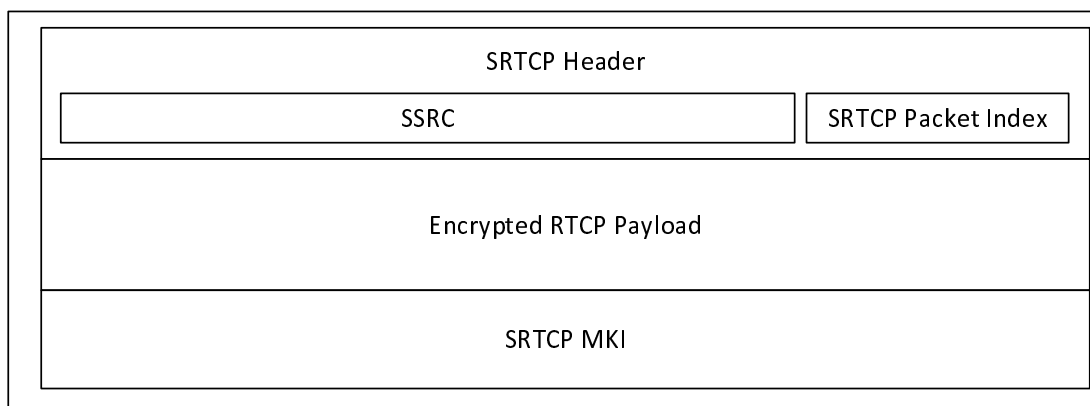 SRTCP Header
SSRC
SRTCP Packet Index
Encrypted RTCP Payload
SRTCP MKI